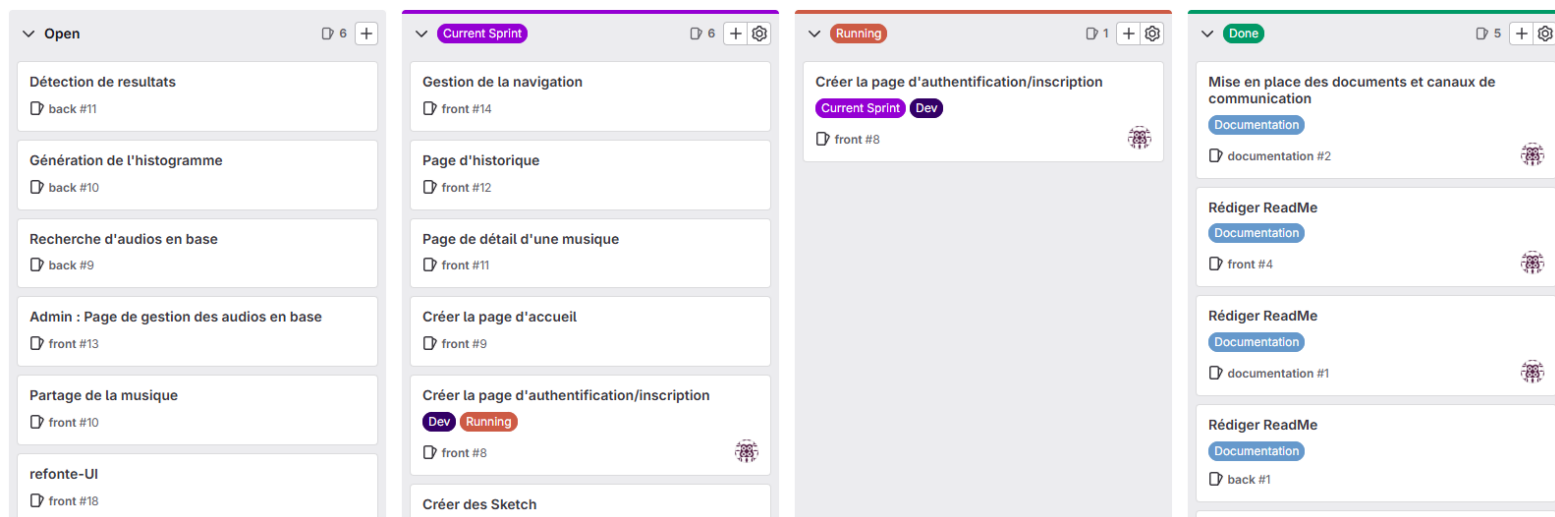 Open 6
Détection de resultats
back #11
Génération de l'histogramme
back #10
Recherche d'audios en base
back #9
Admin : Page de gestion des audios en base
front #13
Partage de la musique
front #10
refonte-UI
front #18
Current Sprint 6
Gestion de la navigation
front #14
Page d'historique
front #12
Page de détail d'une musique
front #11
Créer la page d'accueil
front #9
Créer la page d'authentification/inscription
Dev Running
front #8
Créer des Sketch
Running 1
Créer la page d'authentification/inscription
Current Sprint Dev
front #8
Done 5
Mise en place des documents et canaux de
communication
Documentation
documentation #2
Rédiger ReadMe
Documentation
front #4
Rédiger ReadMe
Documentation
documentation #1
Rédiger ReadMe
Documentation
back #1